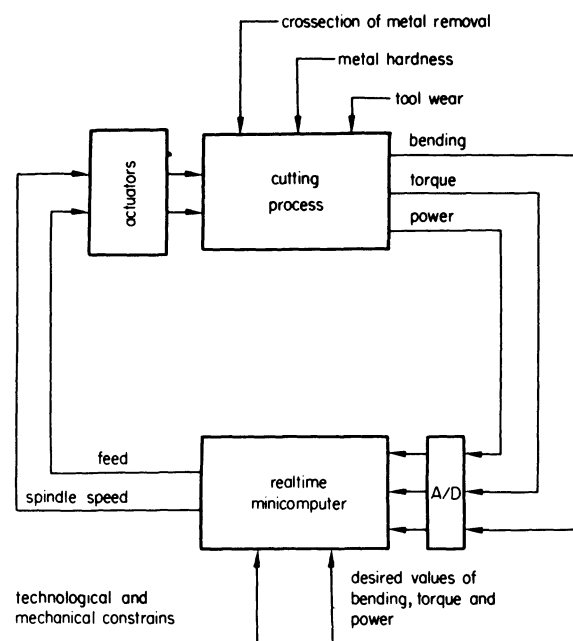 crossection of metal removal
metal hardness
tool wear
bending
torque
power
actuators
cutting
process
feed
spindle speed
realtime
minicomputer
A/D
technological and
mechanical constrains
desired values of
bending, torque and
power